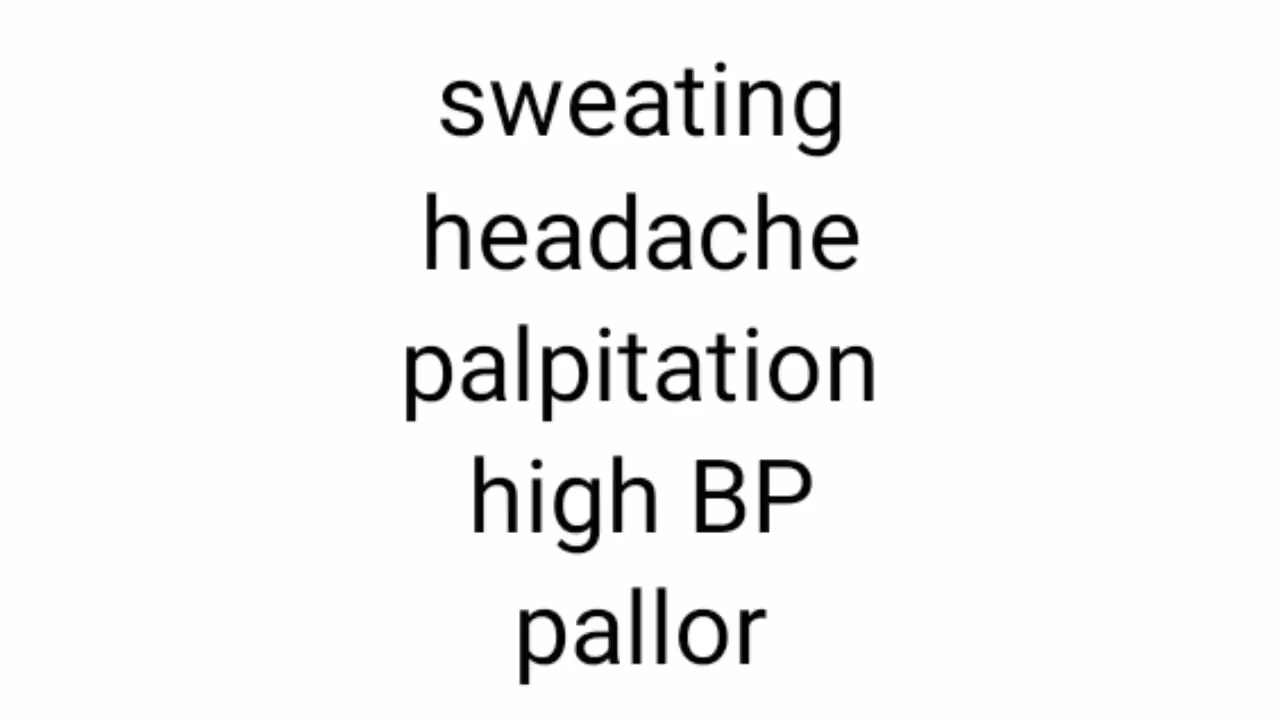 sweating
headache
palpitation
high BP
pallor